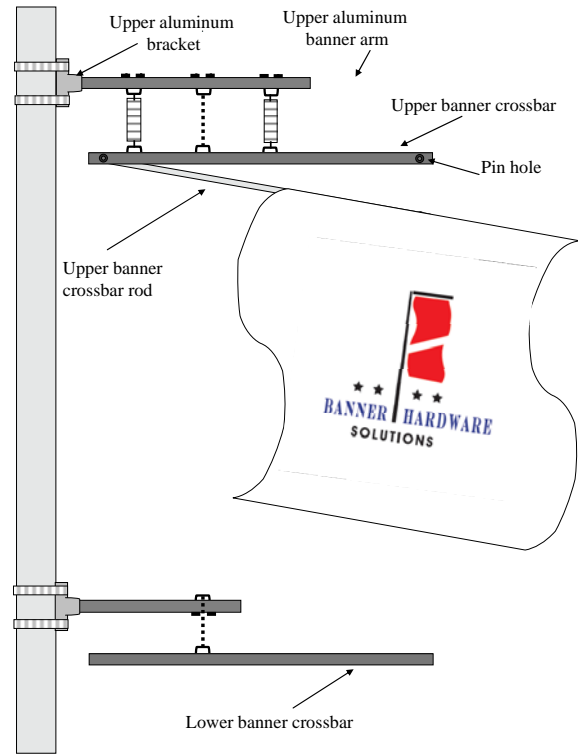 Upper aluminum
bracket
Upper aluminum
banner arm
Upper banner crossbar
Pin hole
Upper banner
crossbar rod
BANNER HARDWARE
SOLUTIONS
Lower banner crossbar